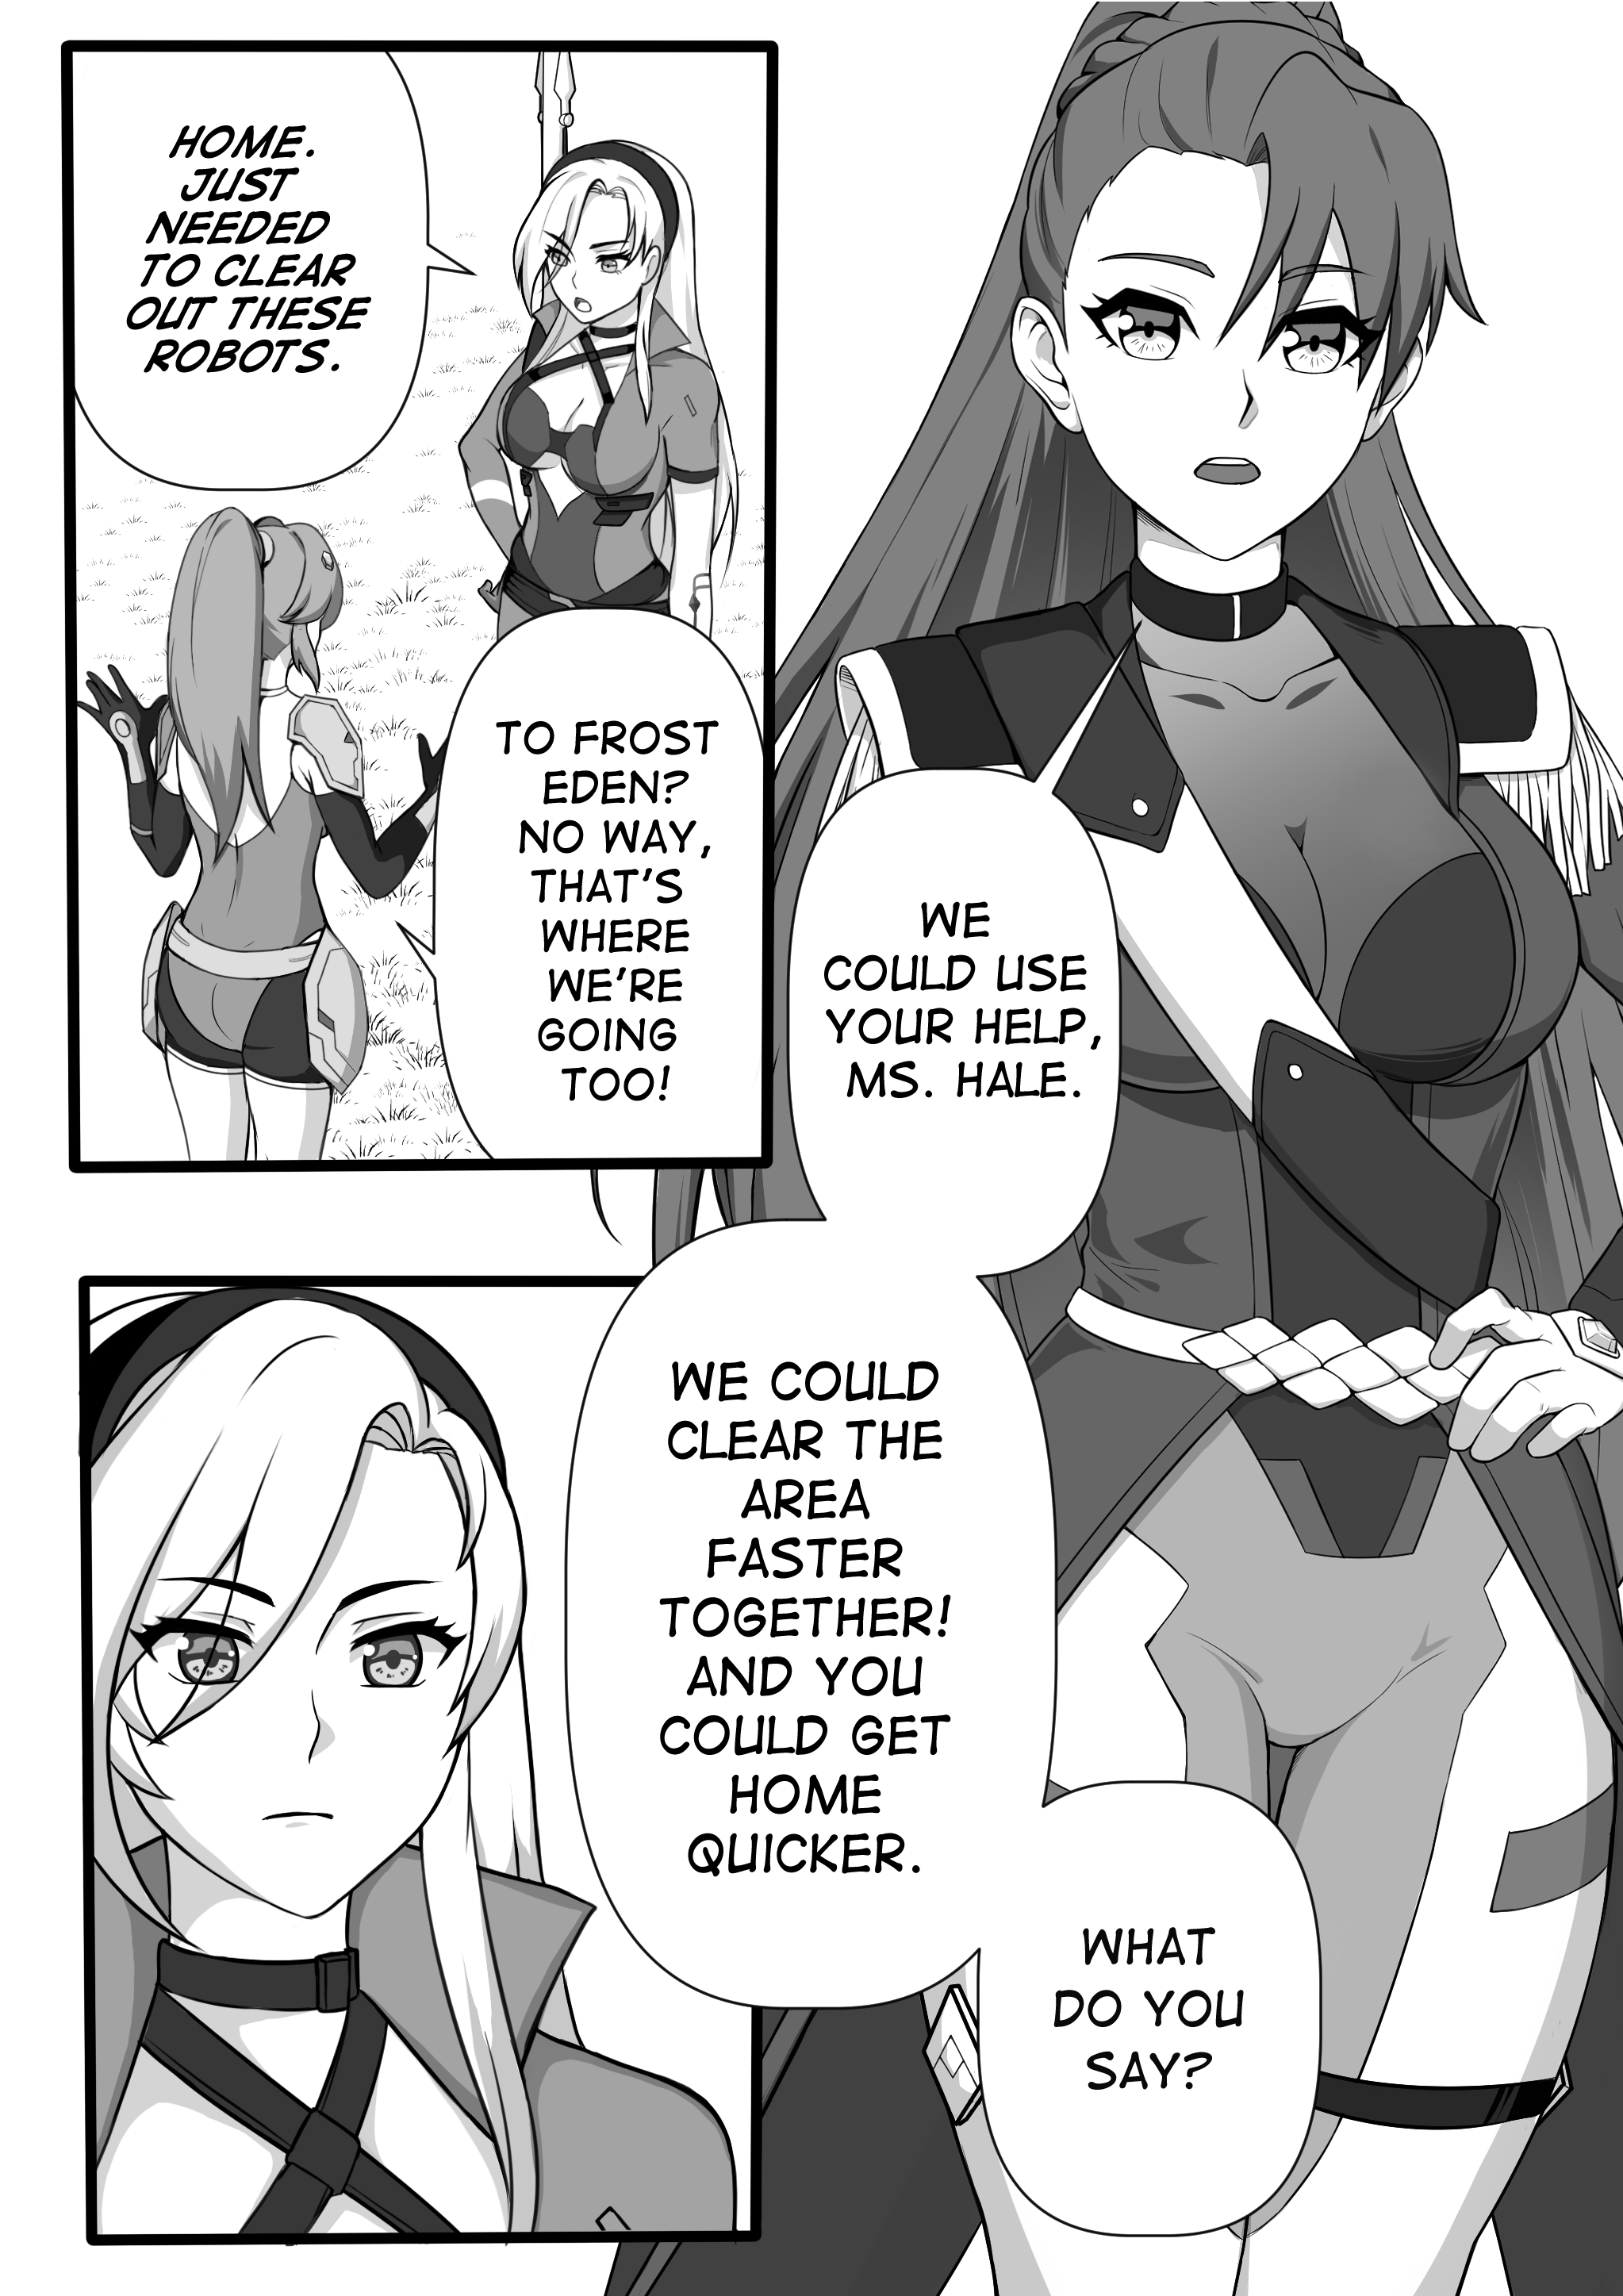 HOME.
JUST
NEEDED
TO CLEAR
OUT THESE
ROBOTS.
TO FROST
EDEN?
NO WAY,
THAT'S
WHERE
WE'RE
GOING
TOO!
WE
COULD USE
YOUR HELP,
MS. HALE.
WE COULD
CLEAR THE
AREA
FASTER
TOGETHER!
AND YOU
COULD GET
HOME
QUICKER.
WHAT
DO YOU
SAY?